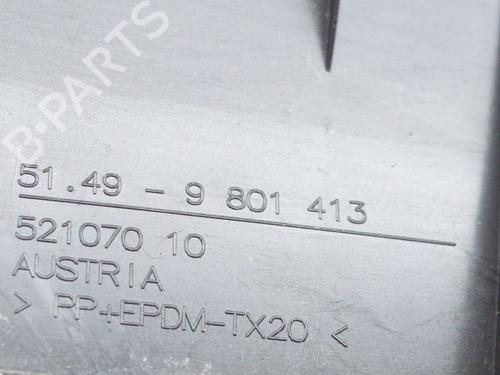 B-PARTS
51.49 - 9 801 413
521070 10
AUSTRIA
> PP+EPDM-TX20 <